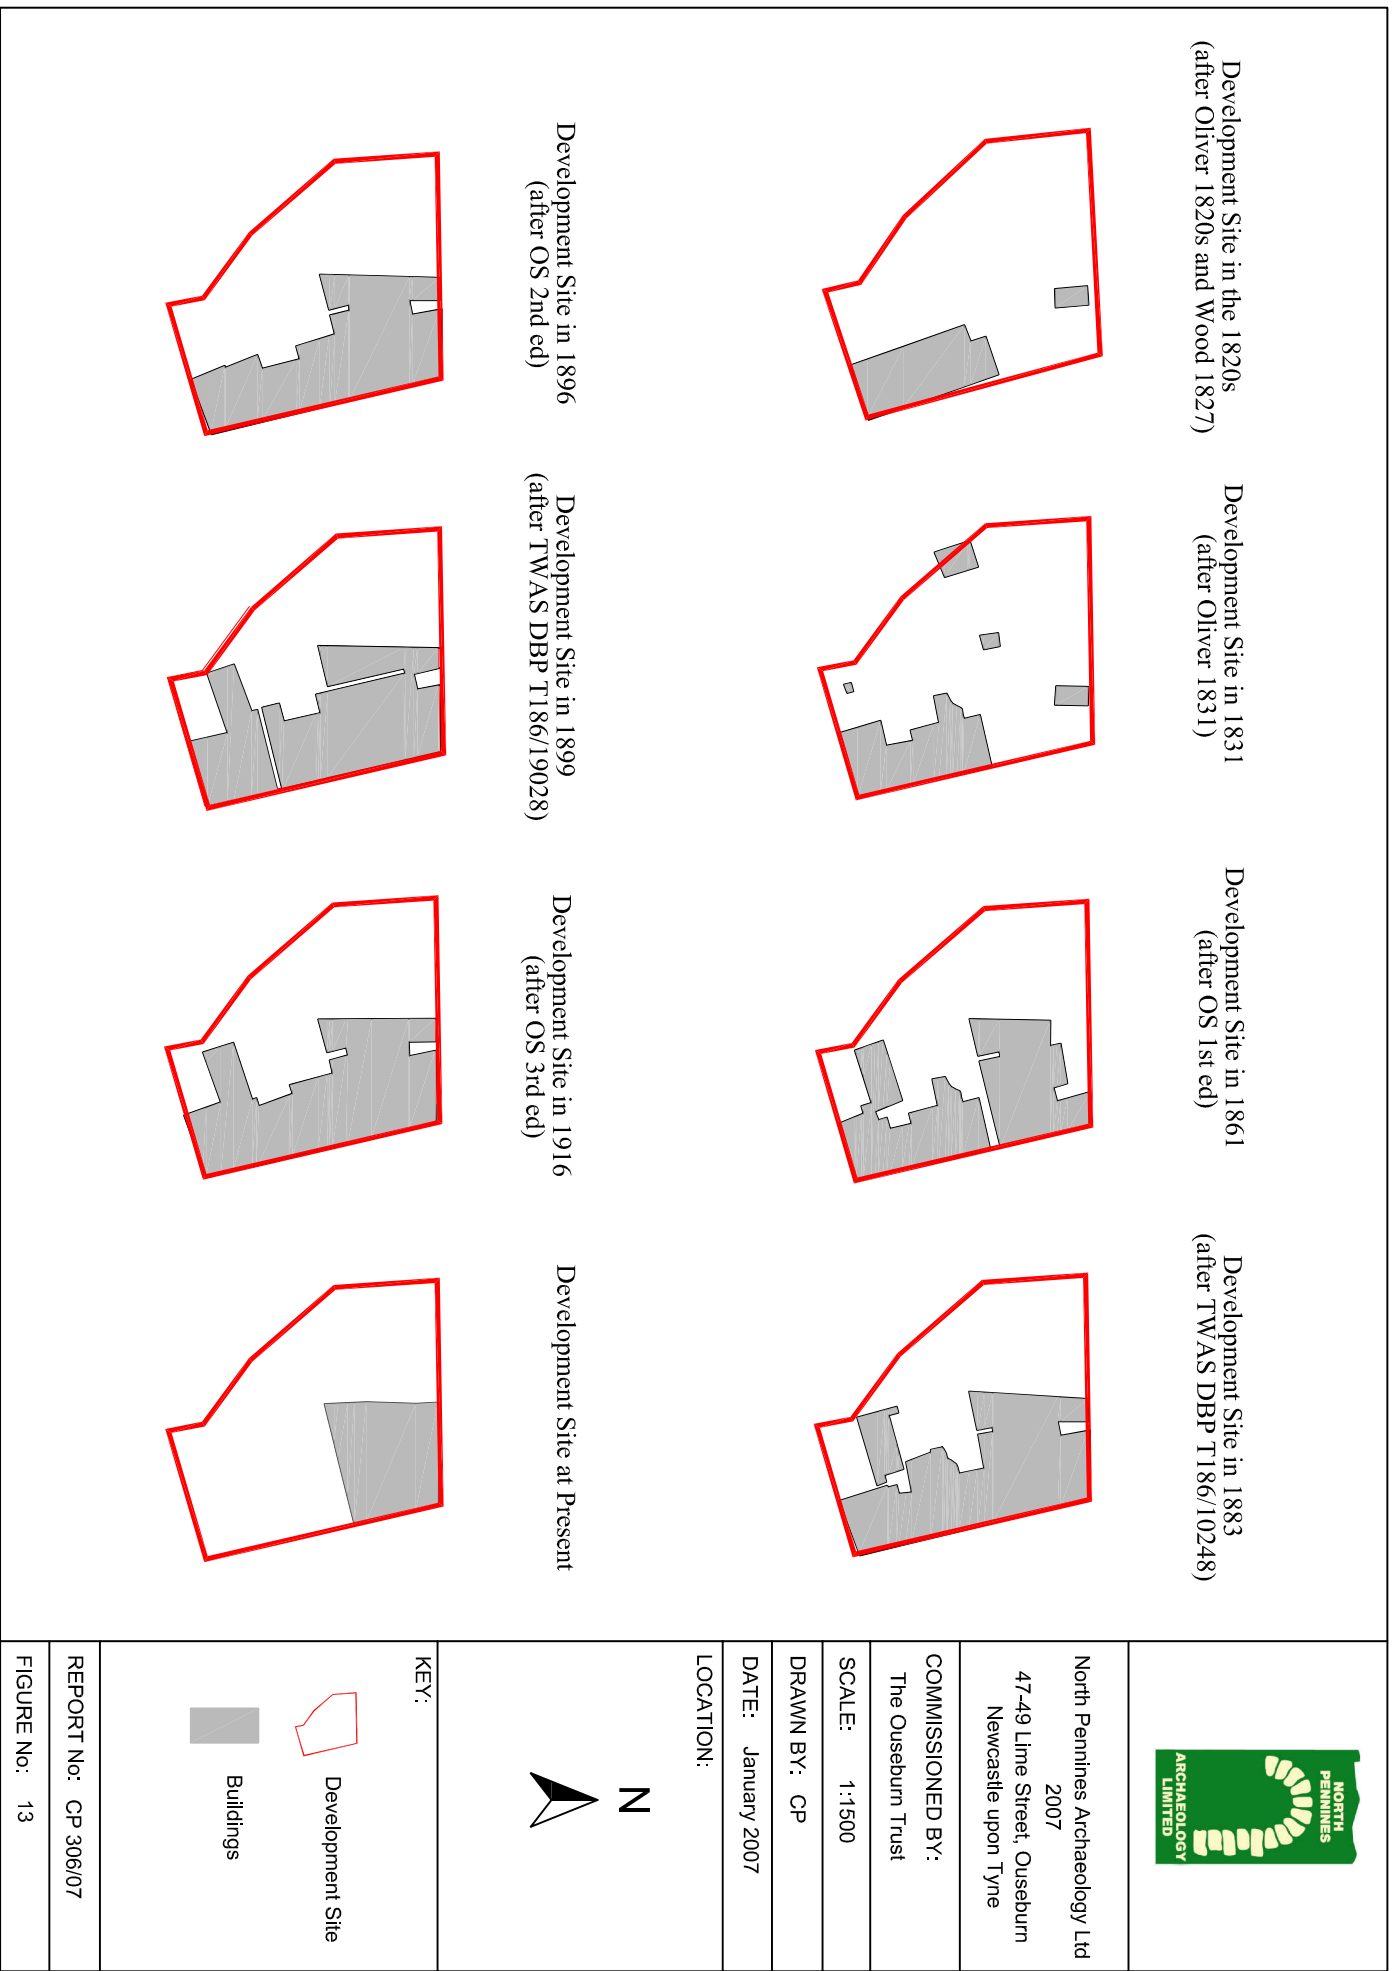 Development Site in the 1820s
(after Oliver 1820s and Wood 1827)
Development Site in 1831
(after Oliver 1831)
Development Site in 1861
(after OS 1st ed)
Development Site in 1883
(after TWAS DBP T186/10248)
Development Site in 1896
(after OS 2nd ed)
Development Site in 1899
(after TWAS DBP T186/19028)
Development Site in 1916
(after OS 3rd ed)
Development Site at Present
NORTH
PENNINES
ARCHAEOLOGY
LIMITED
North Pennines Archaeology Ltd
2007
47-49 Lime Street, Ouseburn
Newcastle upon Tyne
COMMISSIONED BY:
The Ouseburn Trust
SCALE: 1:1500
DRAWN BY: CP
DATE: January 2007
LOCATION:
N
KEY:
Development Site
Buildings
REPORT No: CP 306/07
FIGURE No: 13